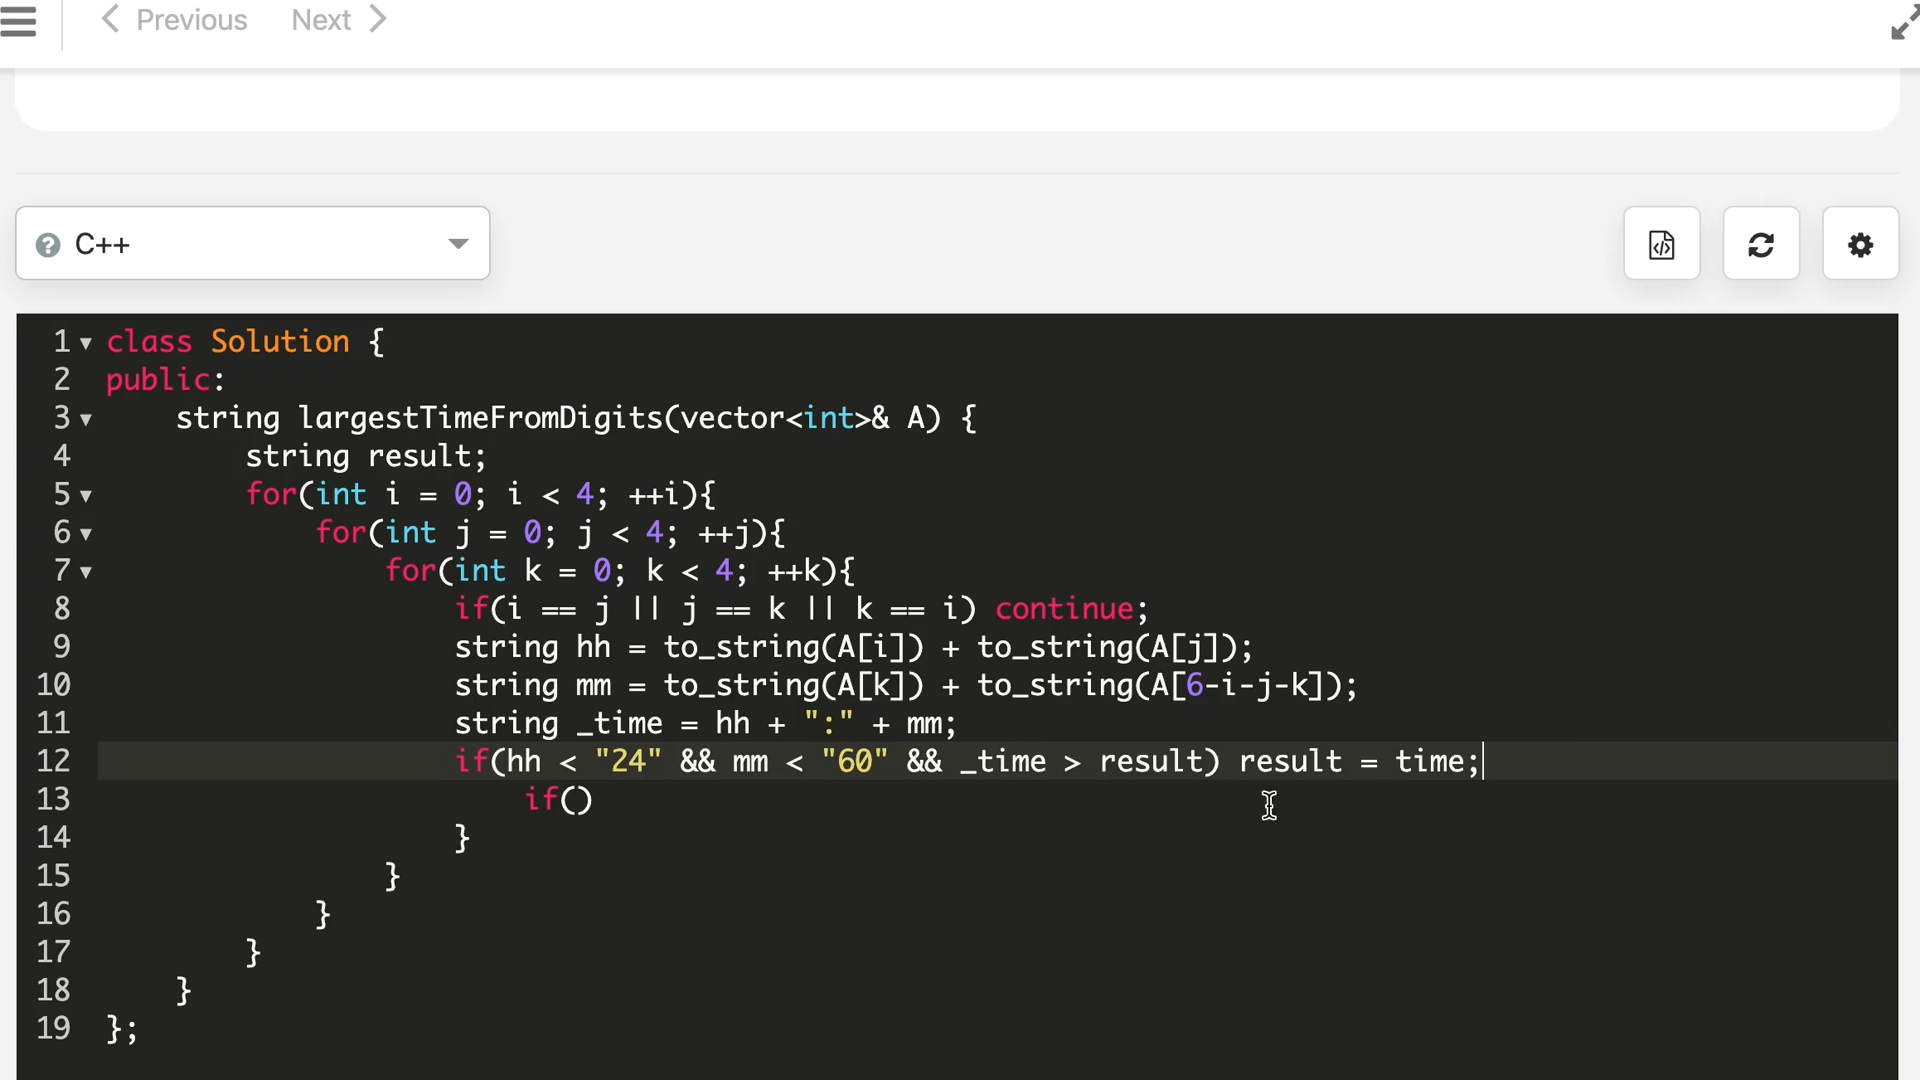 Previous Next
C++
1 class Solution {
2 public:
3     string largestTimeFromDigits(vector<int>& A) {
4         string result;
5         for(int i = 0; i < 4; ++i){
6             for(int j = 0; j < 4; ++j){
7                 for(int k = 0; k < 4; ++k){
8                     if(i == j || j == k || k == i) continue;
9                     string hh = to_string(A[i]) + to_string(A[j]);
10                     string mm = to_string(A[k]) + to_string(A[6-i-j-k]);
11                     string _time = hh + ":" + mm;
12                     if(hh < "24" && mm < "60" && _time > result) result = time;
13                         if()
14                     }
15                 }
16             }
17         }
18     }
19 };